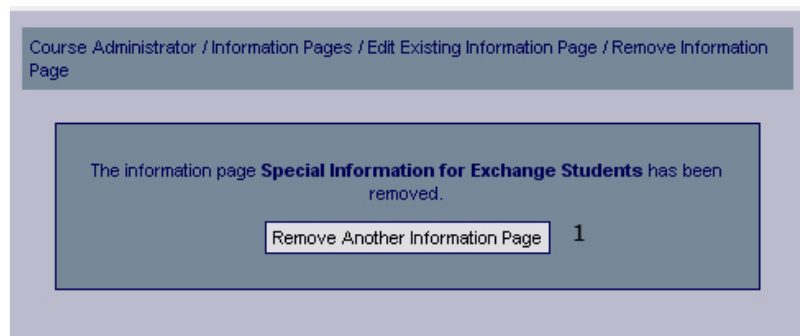 Course Administrator / Information Pages / Edit Existing Information Page / Remove Information
Page
The information page Special Information for Exchange Students has been
removed.
Remove Another Information Page 1